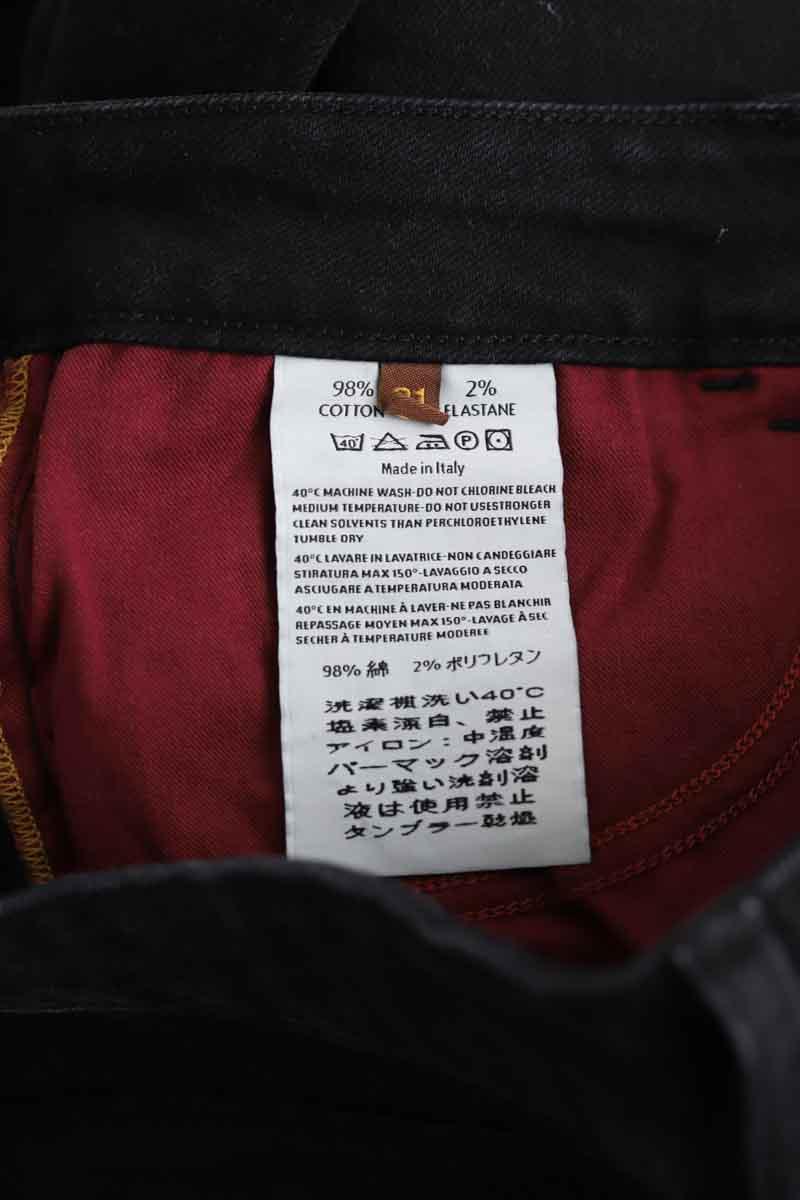 98% 2%
COTTON ELASTANE
40° P
Made in Italy
40°C MACHINE WASH-DO NOT CHLORINE BLEACH
MEDIUM TEMPERATURE-DO NOT USESTRONGER
CLEAN SOLVENTS THAN PERCHLOROETHYLENE
TUMBLE DRY
40°C LAVARE IN LAVATRICE-NON CANDEGGIARE
STIRATURA MAX 150°-LAVAGGIO A SECCO
ASCIUGARE A TEMPERATURA MODERATA
40°C EN MACHINE À LAVER-NE PAS BLANCHIR
REPASSAGE MOYEN MAX 150°-LAVAGE À SEC
SECHER À TEMPERATURE MODEREE
98% 綿 2% ポリフレタン
洗濯機洗い40°C
塩素漂白、禁止
アイロン:中温度
パーマック溶剤
より強い洗剤溶
液は使用禁止
タンブラー乾燥